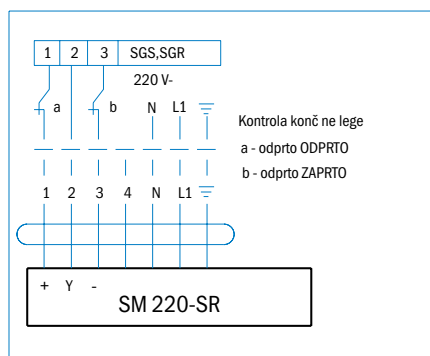 1 2 3 SGS,SGR
220 V-
a b N L1
Kontrola konč ne lege
a - odprto ODPRTO
b - odprto ZAPRTO
1 2 3 4 N L1
+ Y -
SM 220-SR